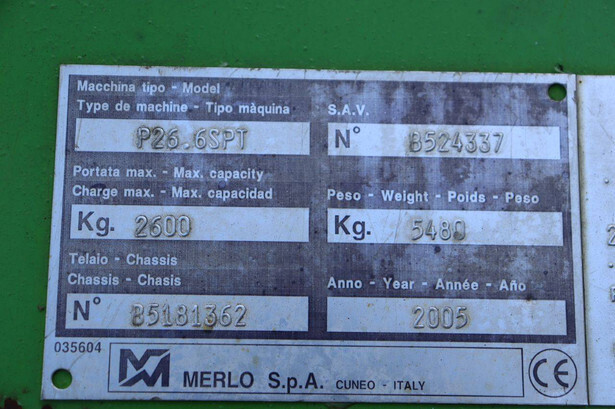 Macchina tipo - Model
Type de machine - Tipo màquina
P26.6SPT
S.A.V.
N° B524337
Portata max. - Max. capacity
Charge max. - Max. capacidad
Kg. 2600
Peso - Weight - Poids - Peso
Kg. 5480
Telaio - Chassis
Chassis - Chasis
N° B5181362
Anno - Year - Année - Año
2005
035604
MERLO S.p.A. CUNEO - ITALY
CE